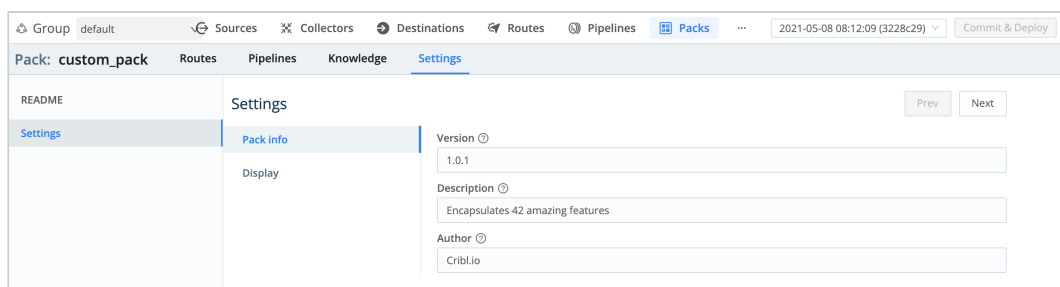 Group default Sources Collectors Destinations Routes Pipelines Packs ... 2021-05-08 08:12:09 (3228c29) Commit & Deploy
Pack: custom_pack Routes Pipelines Knowledge Settings
README
Settings
Settings
Prev Next
Pack info
Display
Version
1.0.1
Description
Encapsulates 42 amazing features
Author
Cribl.io